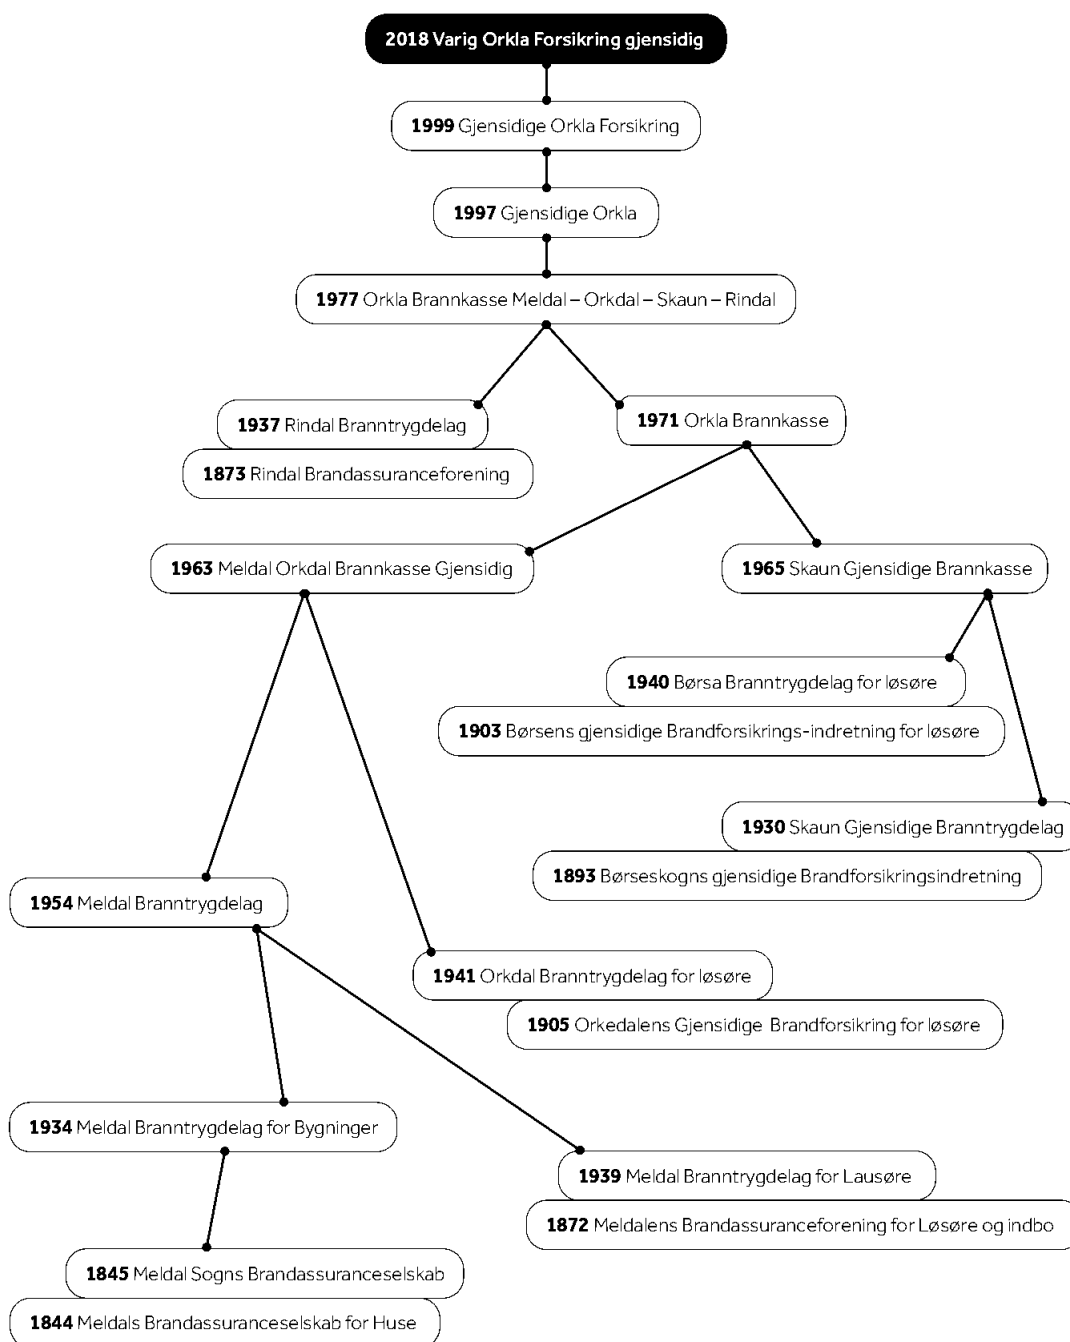 2018 Varig Orkla Forsikring gjensidig
1999 Gjensidige Orkla Forsikring
1997 Gjensidige Orkla
1977 Orkla Brannkasse Meldal – Orkdal – Skaun – Rindal
1937 Rindal Branntrygdelag
1971 Orkla Brannkasse
1873 Rindal Brandassuranceforening
1963 Meldal Orkdal Brannkasse Gjensidig
1965 Skaun Gjensidige Brannkasse
1940 Børsa Branntrygdelag for løsøre
1903 Børsens gjensidige Brandforsikrings-indretning for løsøre
1930 Skaun Gjensidige Branntrygdelag
1893 Børseskogns gjensidige Brandforsikringsindretning
1954 Meldal Branntrygdelag
1941 Orkdal Branntrygdelag for løsøre
1905 Orkedalens Gjensidige Brandforsikring for løsøre
1934 Meldal Branntrygdelag for Bygninger
1939 Meldal Branntrygdelag for Lausøre
1872 Meldalens Brandassuranceforening for Løsøre og indbo
1845 Meldal Sogns Brandassuranceselskab
1844 Meldals Brandassuranceselskab for Huse